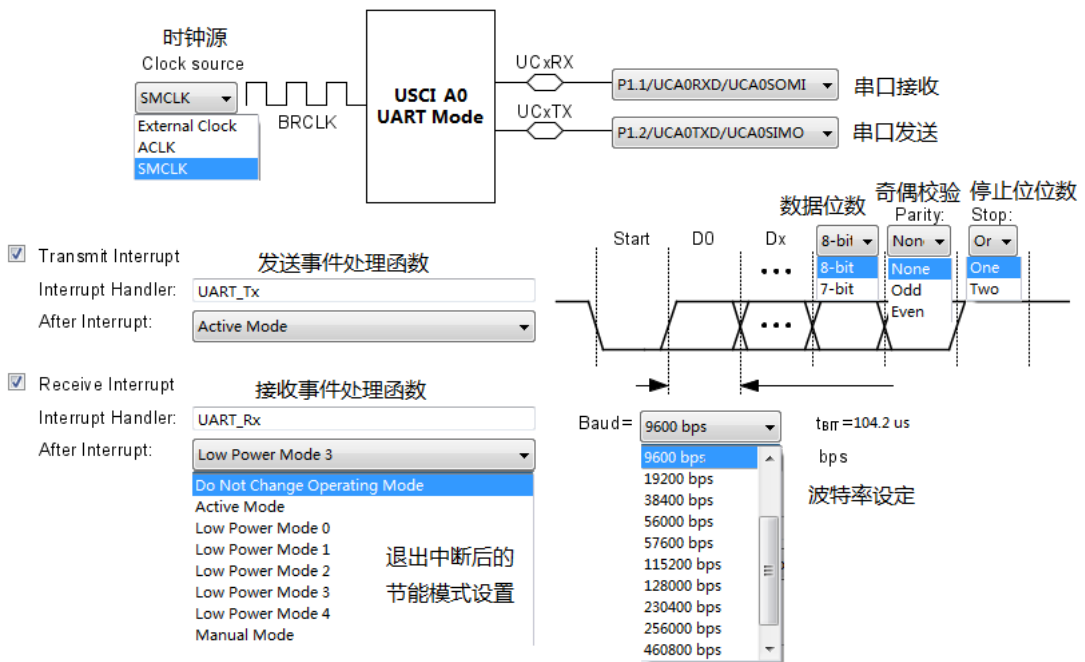 时钟源
Clock source
SMCLK
External Clock
ACLK
SMCLK
BRCLK
USCI A0
UART Mode
UCxRX
P1.1/UCA0RXD/UCA0SOMI
串口接收
UCxTX
P1.2/UCA0TXD/UCA0SIMO
串口发送
Transmit Interrupt
发送事件处理函数
Interrupt Handler:
UART_Tx
After Interrupt:
Active Mode
Receive Interrupt
接收事件处理函数
Interrupt Handler:
UART_Rx
After Interrupt:
Low Power Mode 3
Do Not Change Operating Mode
Active Mode
Low Power Mode 0
Low Power Mode 1
Low Power Mode 2
Low Power Mode 3
Low Power Mode 4
Manual Mode
退出中断后的
节能模式设置
Start
D0
Dx
•••
•••
数据位数
8-bit
8-bit
7-bit
奇偶校验
Parity:
Non
None
Odd
Even
停止位位数
Stop:
Or
One
Two
Baud=
9600 bps
tBIT=104.2 us
bps
波特率设定
9600 bps
19200 bps
38400 bps
56000 bps
57600 bps
115200 bps
128000 bps
230400 bps
256000 bps
460800 bps